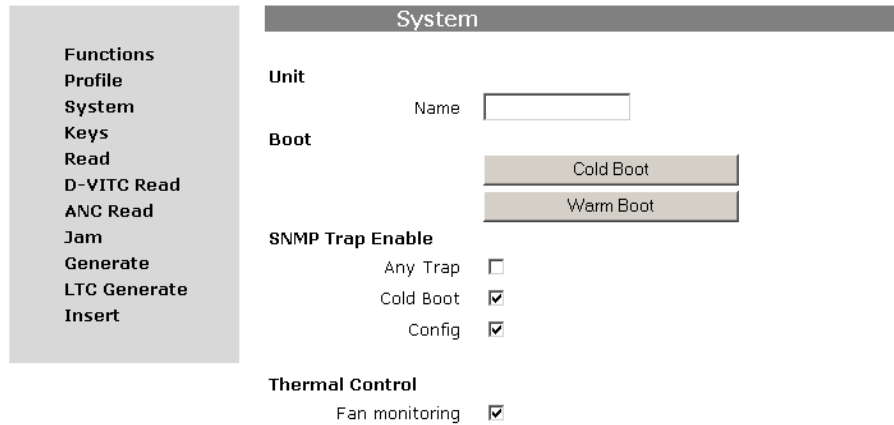 System
Functions
Profile
System
Keys
Read
D-VITC Read
ANC Read
Jam
Generate
LTC Generate
Insert
Unit
Name
Boot
Cold Boot
Warm Boot
SNMP Trap Enable
Any Trap
Cold Boot
Config
Thermal Control
Fan monitoring